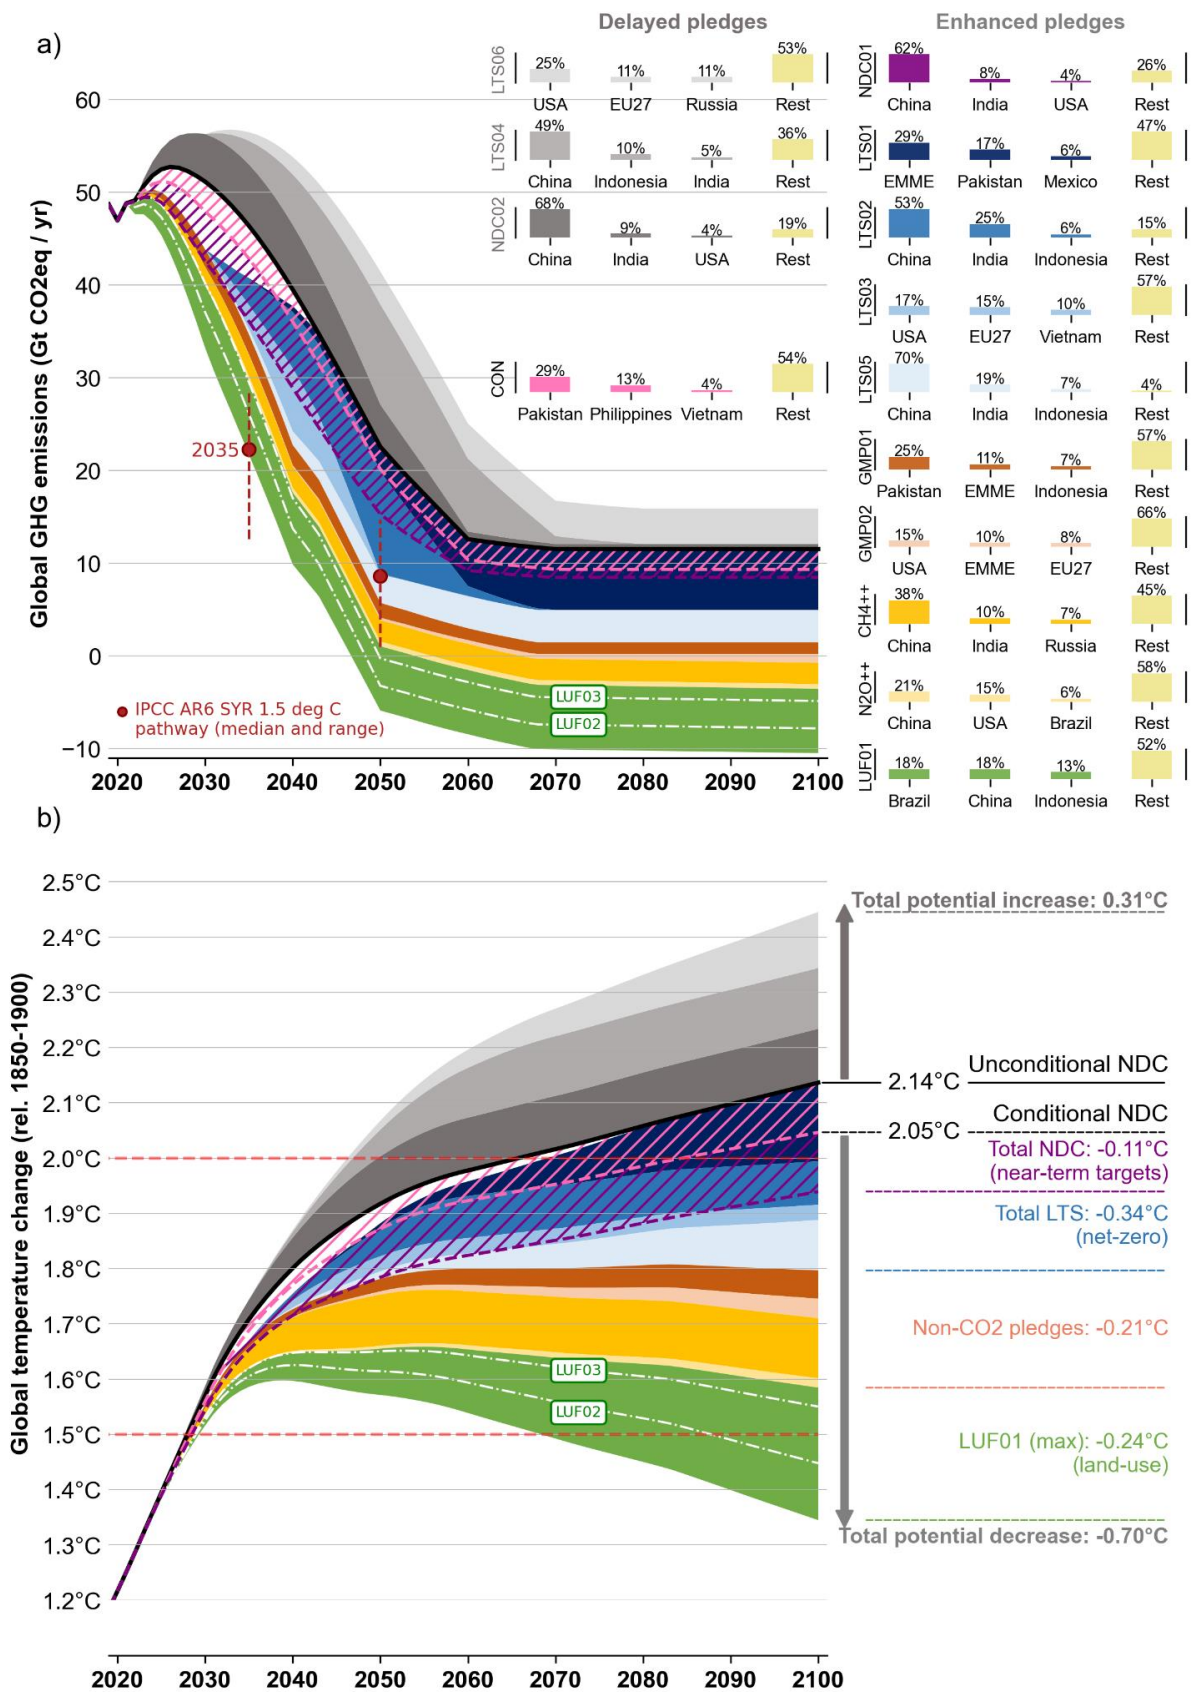 a)
Delayed pledges
Enhanced pledges
LTS06
25%
11%
11%
53%
USA
EU27
Russia
Rest
LTS04
49%
10%
5%
36%
China
Indonesia
India
Rest
NDC02
68%
9%
4%
19%
China
India
USA
Rest
CON
29%
13%
4%
54%
Pakistan
Philippines
Vietnam
Rest
NDC01
62%
8%
4%
26%
China
India
USA
Rest
LTS01
29%
17%
6%
47%
EMME
Pakistan
Mexico
Rest
LTS02
53%
25%
6%
15%
China
India
Indonesia
Rest
LTS03
17%
15%
10%
57%
USA
EU27
Vietnam
Rest
LTS05
70%
19%
7%
4%
China
India
Indonesia
Rest
GMP01
25%
11%
7%
57%
Pakistan
EMME
Indonesia
Rest
GMP02
15%
10%
8%
66%
USA
EMME
EU27
Rest
CH4++
38%
10%
7%
45%
China
India
Russia
Rest
N2O++
21%
15%
6%
58%
China
USA
Brazil
Rest
LUF01
18%
18%
13%
52%
Brazil
China
Indonesia
Rest
Global GHG emissions (Gt CO2eq / yr)
60
50
40
30
20
10
0
−10
2035
LUF03
LUF02
IPCC AR6 SYR 1.5 deg C
pathway (median and range)
2020 2030 2040 2050 2060 2070 2080 2090 2100
b)
Global temperature change (rel. 1850-1900)
2.5°C
2.4°C
2.3°C
2.2°C
2.1°C
2.0°C
1.9°C
1.8°C
1.7°C
1.6°C
1.5°C
1.4°C
1.3°C
1.2°C
LUF03
LUF02
Total potential increase: 0.31°C
Unconditional NDC
2.14°C
Conditional NDC
2.05°C
Total NDC: -0.11°C
(near-term targets)
Total LTS: -0.34°C
(net-zero)
Non-CO2 pledges: -0.21°C
LUF01 (max): -0.24°C
(land-use)
Total potential decrease: -0.70°C
2020 2030 2040 2050 2060 2070 2080 2090 2100